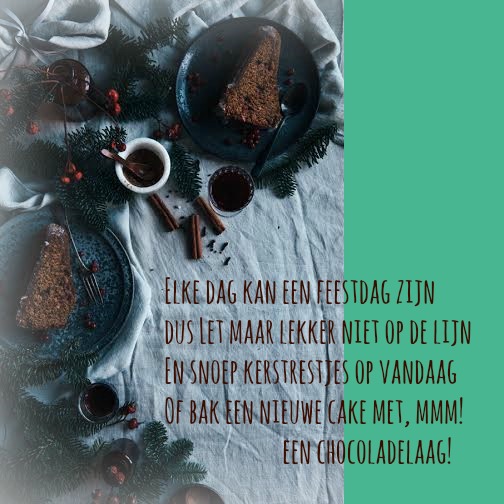 Elke dag kan een feestdag zijn
dus Let maar lekker niet op de lijn
En snoep kerstrestjes op vandaag
Of bak een nieuwe cake met, mmm!
een chocoladelaag!